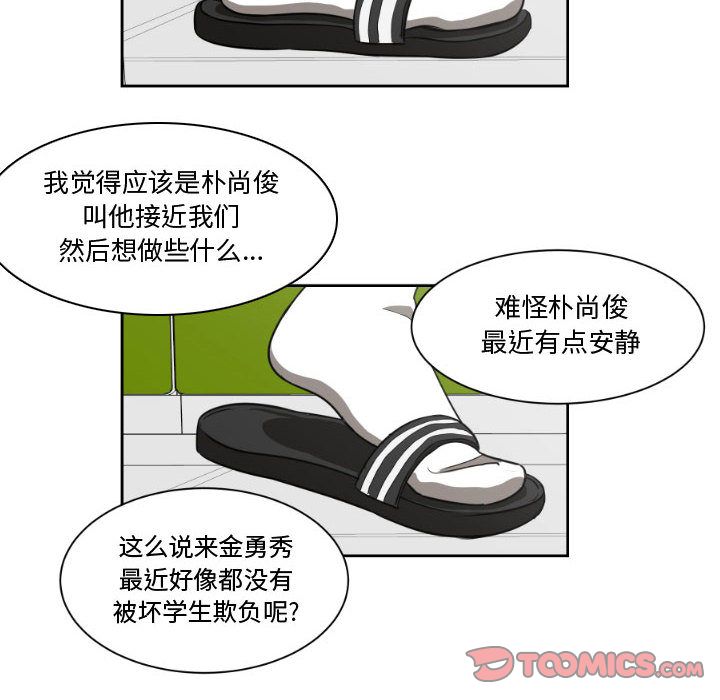 我觉得应该是朴尚俊
叫他接近我们
然后想做些什么...
难怪朴尚俊
最近有点安静
这么说来金勇秀
最近好像都没有
被坏学生欺负呢?
TOOMICS.COM